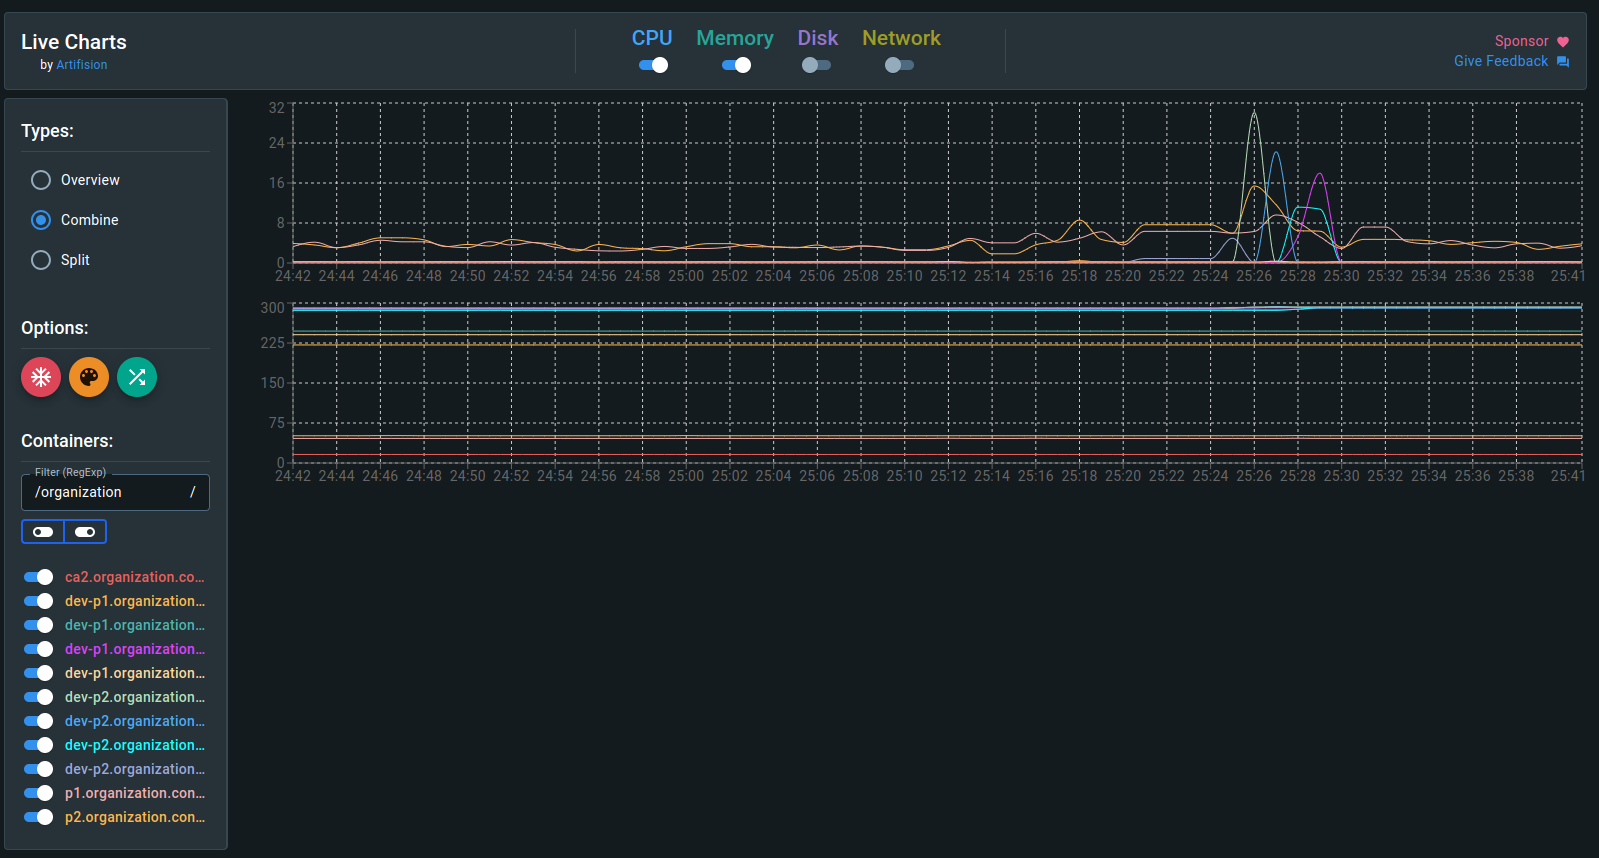 Live Charts
by Artifision
CPU Memory Disk Network
Sponsor
Give Feedback
Types:
Overview
Combine
Split
Options:
Containers:
Filter (RegExp)
/organization /
ca2.organization.co...
dev-p1.organization...
dev-p1.organization...
dev-p1.organization...
dev-p1.organization...
dev-p2.organization...
dev-p2.organization...
dev-p2.organization...
dev-p2.organization...
p1.organization.con...
p2.organization.con...
32
24
16
8
0
24:42 24:44 24:46 24:48 24:50 24:52 24:54 24:56 24:58 25:00 25:02 25:04 25:06 25:08 25:10 25:12 25:14 25:16 25:18 25:20 25:22 25:24 25:26 25:28 25:30 25:32 25:34 25:36 25:38 25:41
300
225
150
75
0
24:42 24:44 24:46 24:48 24:50 24:52 24:54 24:56 24:58 25:00 25:02 25:04 25:06 25:08 25:10 25:12 25:14 25:16 25:18 25:20 25:22 25:24 25:26 25:28 25:30 25:32 25:34 25:36 25:38 25:41